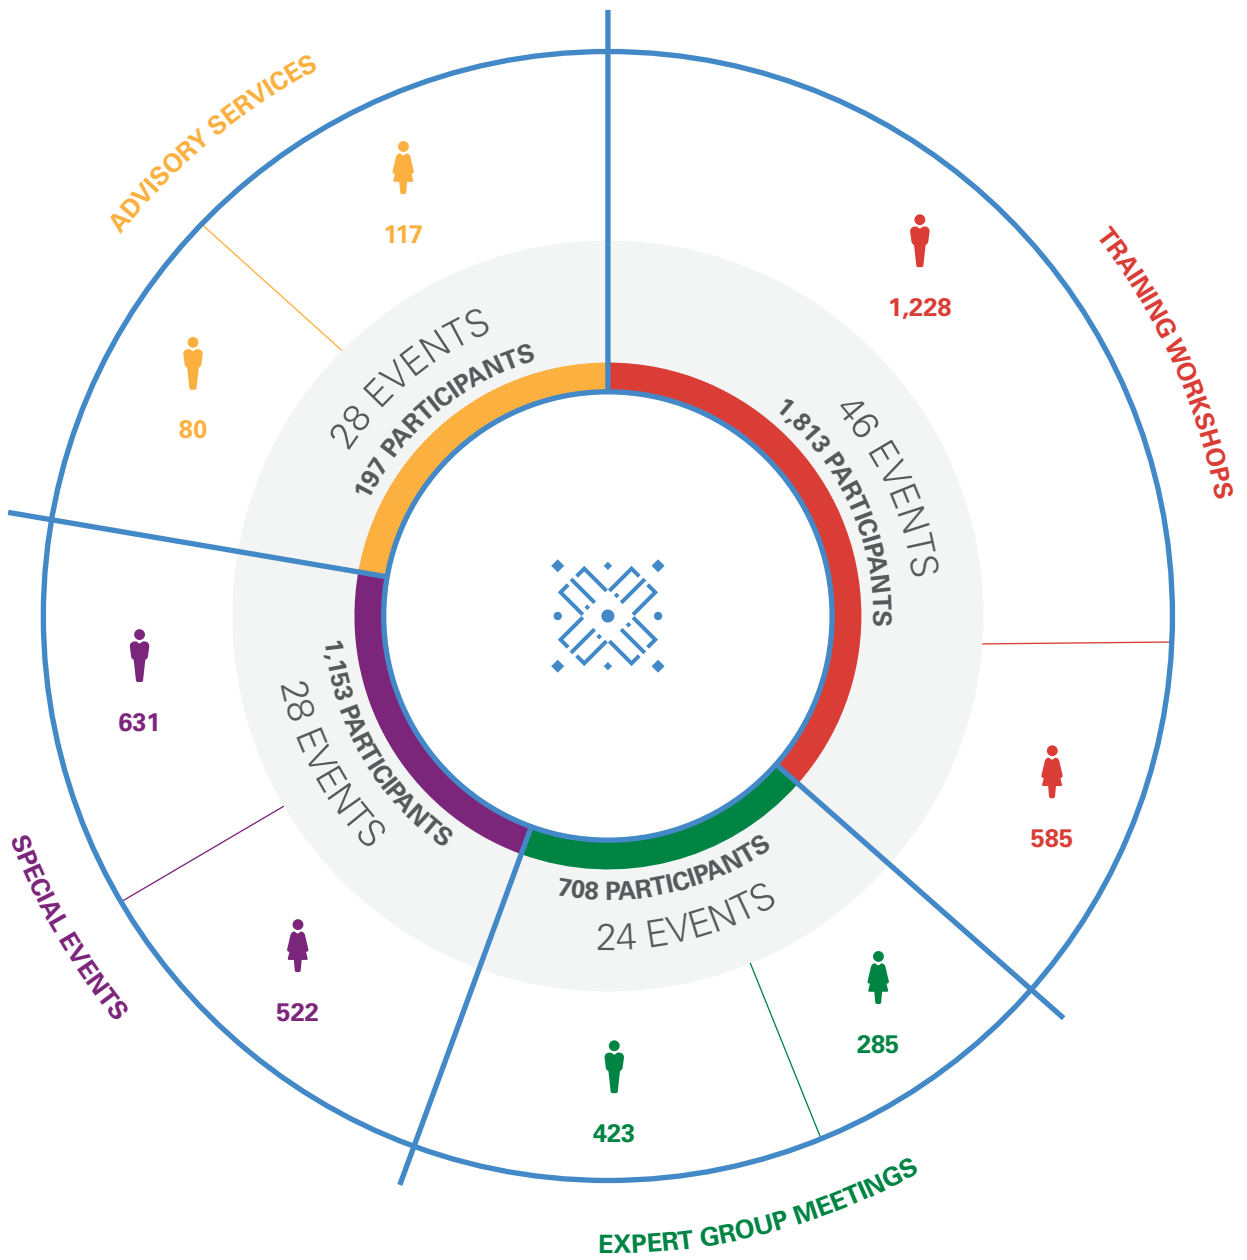 ADVISORY SERVICES
117
80
28 EVENTS
197 PARTICIPANTS
TRAINING WORKSHOPS
1,228
46 EVENTS
1,813 PARTICIPANTS
585
SPECIAL EVENTS
631
1,153 PARTICIPANTS
28 EVENTS
522
708 PARTICIPANTS
24 EVENTS
285
423
EXPERT GROUP MEETINGS